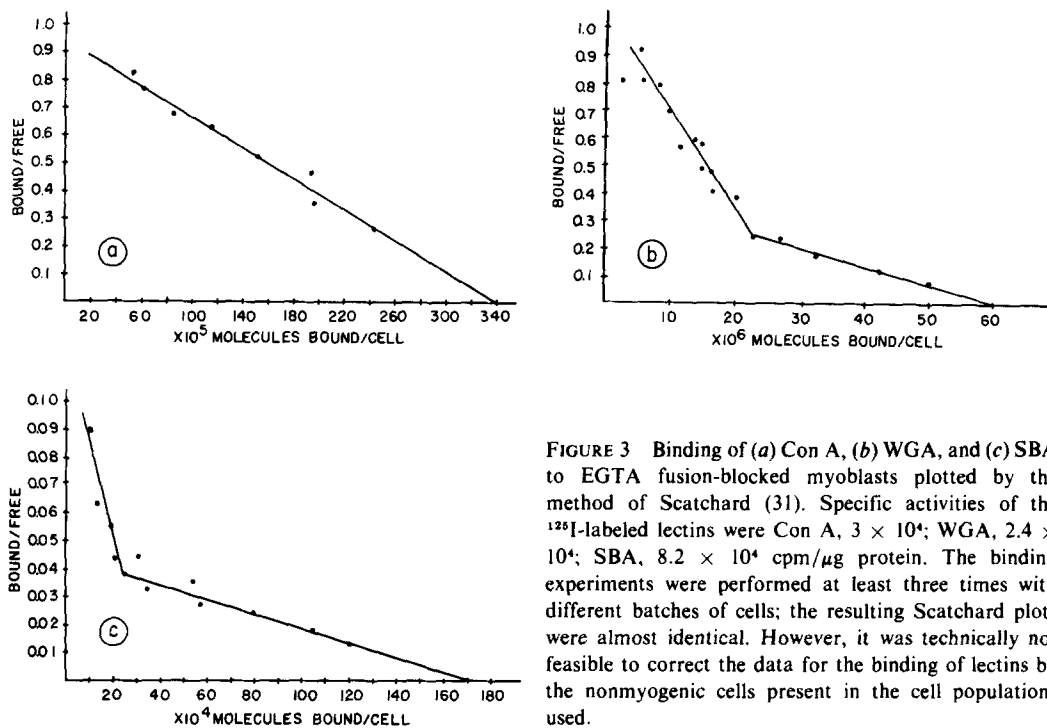 1.0
0.9
0.8
0.7
0.6
0.5
0.4
0.3
0.2
0.1
BOUND/FREE
a
20 60 100 140 180 220 260 300 340
X10⁵ MOLECULES BOUND/CELL
1.0
0.9
0.8
0.7
0.6
0.5
0.4
0.3
0.2
0.1
BOUND/FREE
b
10 20 30 40 50 60
X10⁶ MOLECULES BOUND/CELL
0.10
0.09
0.08
0.07
0.06
0.05
0.04
0.03
0.02
0.01
BOUND/FREE
c
20 40 60 80 100 120 140 160 180
X10⁴ MOLECULES BOUND/CELL
FIGURE 3 Binding of (a) Con A, (b) WGA, and (c) SBA
to EGTA fusion-blocked myoblasts plotted by th
method of Scatchard (31). Specific activities of th
¹²⁵I-labeled lectins were Con A, 3 × 10⁴; WGA, 2.4 ×
10⁴; SBA, 8.2 × 10⁴ cpm/μg protein. The bindin
experiments were performed at least three times wit
different batches of cells; the resulting Scatchard plot
were almost identical. However, it was technically no
feasible to correct the data for the binding of lectins b
the nonmyogenic cells present in the cell population
used.